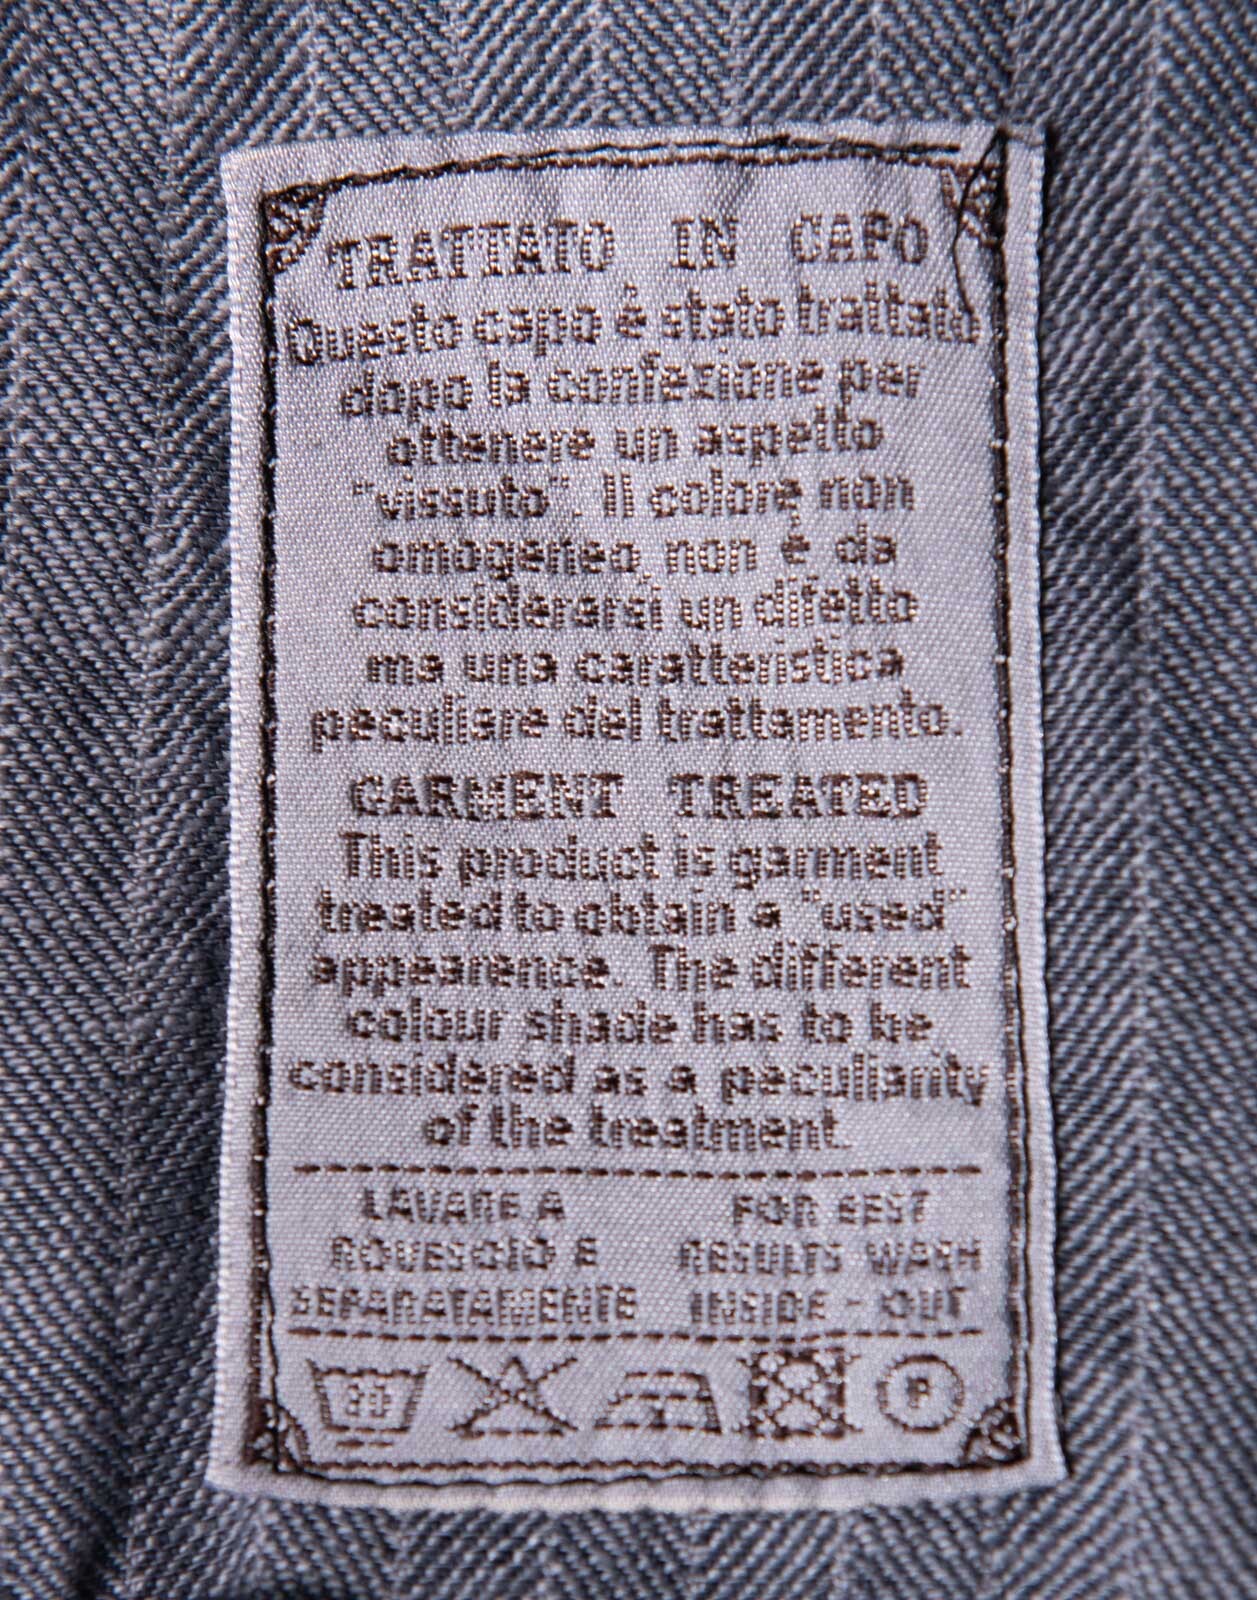 TRATTATO IN CAPO
Questo capo è stato trattato
dopo la confezione per
ottenere un aspetto
"vissuto". Il colore non
omogeneo non è da
considerarsi un difetto
ma una caratteristica
peculiare del trattamento.
GARMENT TREATED
This product is garment
treated to obtain a "used"
appearence. The different
colour shade has to be
considered as a peculiarity
of the treatment.
LAVARE A
ROVESCIO E
SEPARATAMENTE
FOR BEST
RESULTS WASH
INSIDE - OUT
30
P